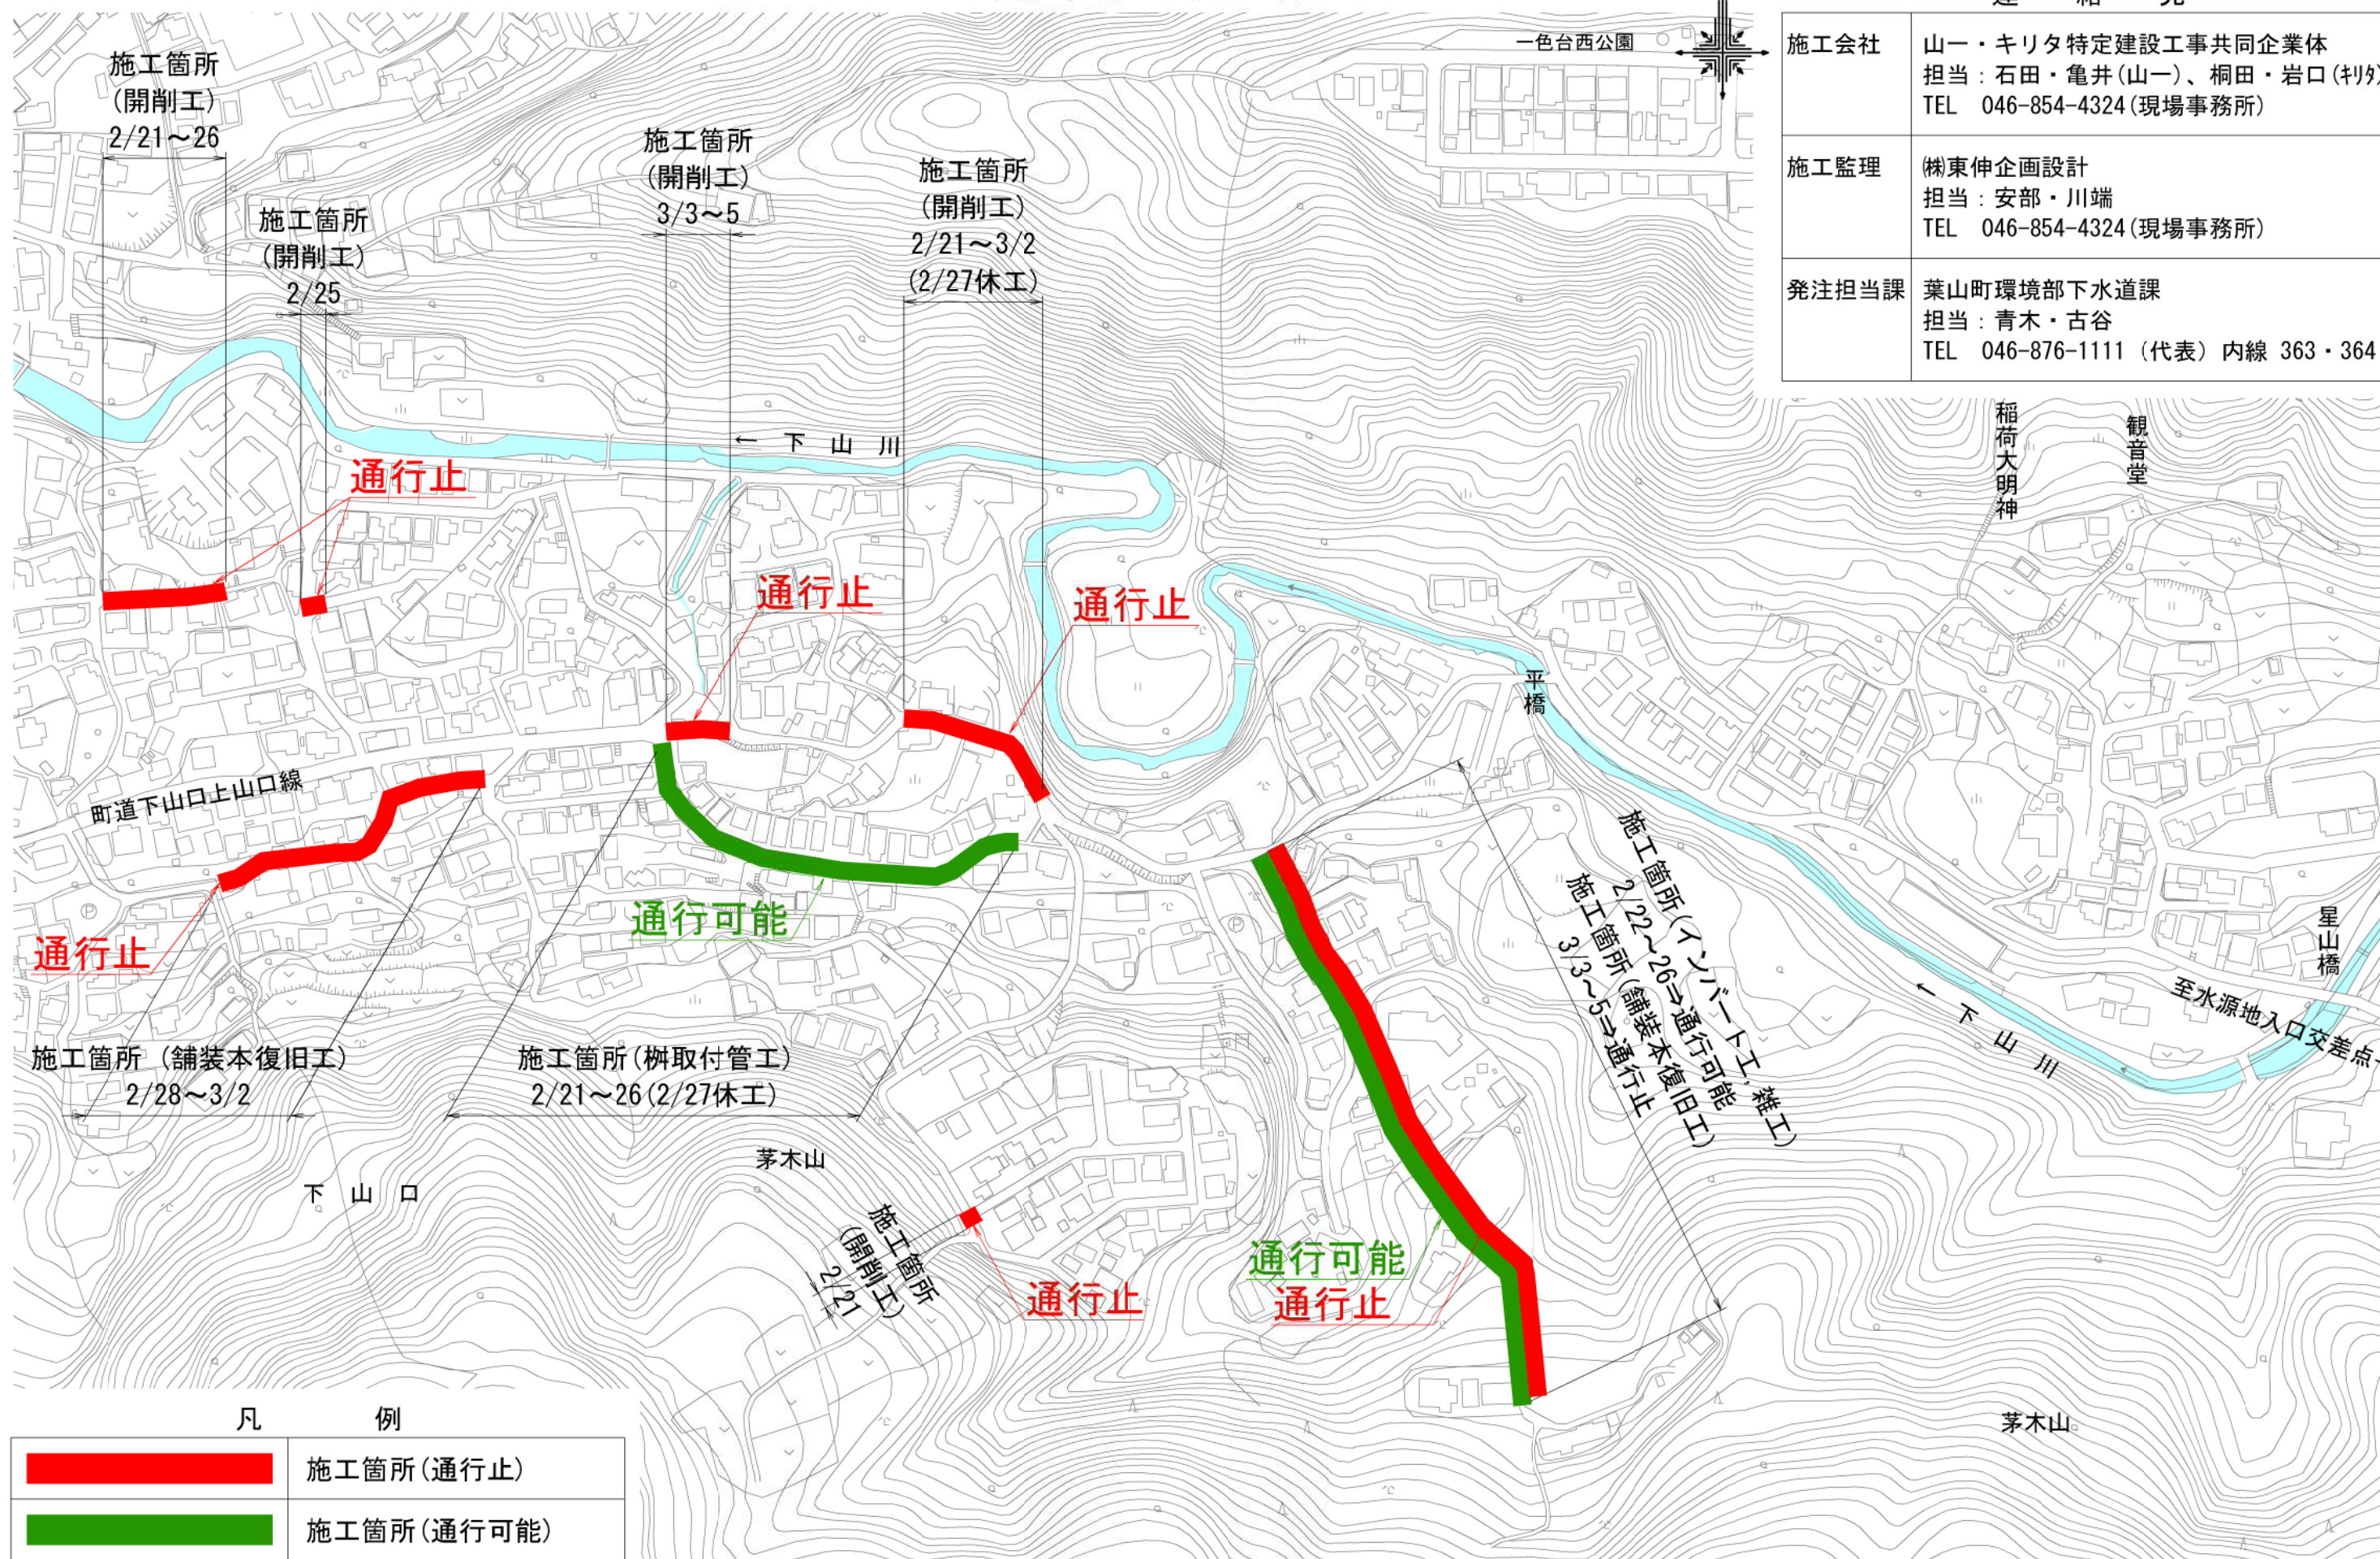 一色台西公園
施工会社
山一・キリタ特定建設工事共同企業体
担当：石田・亀井(山一)、桐田・岩口(ｷﾘﾀ)
TEL 046-854-4324(現場事務所)
施工監理
㈱東伸企画設計
担当：安部・川端
TEL 046-854-4324(現場事務所)
発注担当課
葉山町環境部下水道課
担当：青木・古谷
TEL 046-876-1111（代表）内線 363・364
施工箇所
(開削工)
2/21～26
施工箇所
(開削工)
2/25
施工箇所
(開削工)
3/3～5
施工箇所
(開削工)
2/21～3/2
(2/27休工)
稲荷大明神
観音堂
← 下 山 川
通行止
通行止
通行止
平橋
町道下山口上山口線
通行可能
通行止
施工箇所(インバート工,雑工)
2/22～26⇒通行可能
施工箇所(舗装本復旧工)
3/3～5⇒通行止
星山橋
至水源地入口交差点
← 下 山 川
施工箇所 (舗装本復旧工)
2/28～3/2
施工箇所(桝取付管工)
2/21～26(2/27休工)
茅木山
下 山 口
施工箇所
(開削工)
2/21
通行止
通行可能
通行止
茅木山
凡 例
施工箇所(通行止)
施工箇所(通行可能)